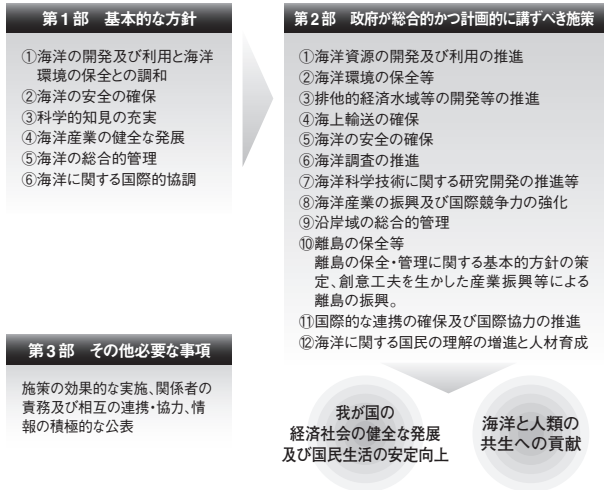 第1部 基本的な方針
①海洋の開発及び利用と海洋
環境の保全との調和
②海洋の安全の確保
③科学的知見の充実
④海洋産業の健全な発展
⑤海洋の総合的管理
⑥海洋に関する国際的協調
第2部 政府が総合的かつ計画的に講ずべき施策
①海洋資源の開発及び利用の推進
②海洋環境の保全等
③排他的経済水域等の開発等の推進
④海上輸送の確保
⑤海洋の安全の確保
⑥海洋調査の推進
⑦海洋科学技術に関する研究開発の推進等
⑧海洋産業の振興及び国際競争力の強化
⑨沿岸域の総合的管理
⑩離島の保全等
離島の保全・管理に関する基本的方針の策
定、創意工夫を生かした産業振興等による
離島の振興。
⑪国際的な連携の確保及び国際協力の推進
⑫海洋に関する国民の理解の増進と人材育成
第3部 その他必要な事項
施策の効果的な実施、関係者の
責務及び相互の連携・協力、情
報の積極的な公表
我が国の
経済社会の健全な発展
及び国民生活の安定向上
海洋と人類の
共生への貢献